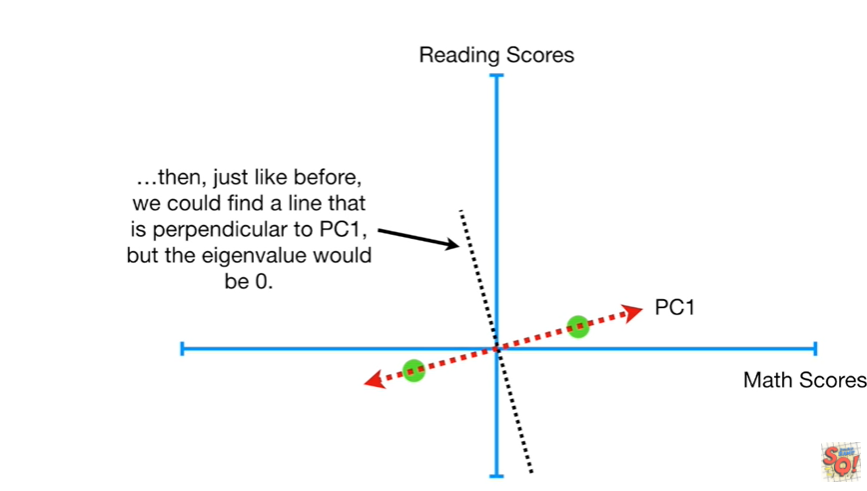 Reading Scores
…then, just like before,
we could find a line that
is perpendicular to PC1,
but the eigenvalue would
be 0.
PC1
Math Scores
SQ!